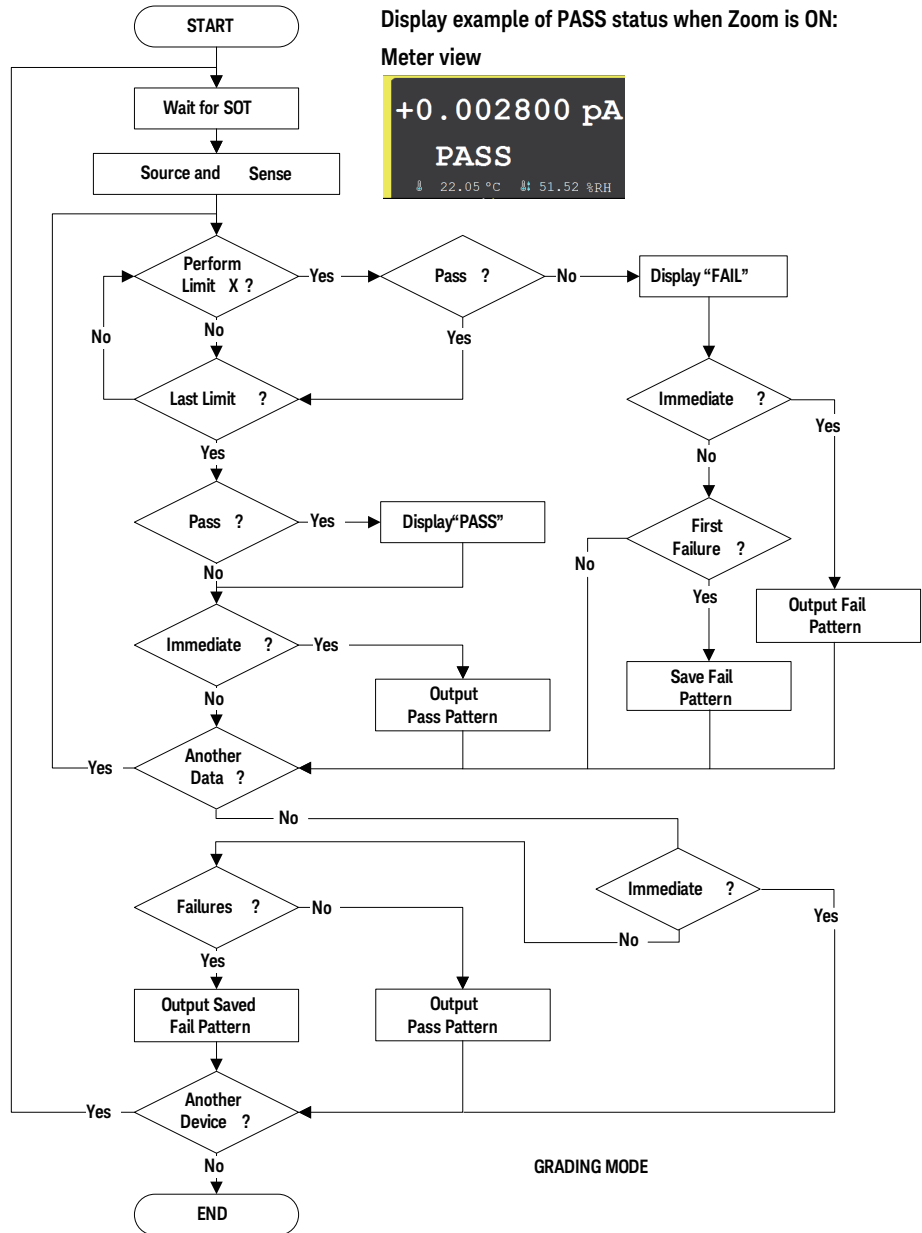 START
Display example of PASS status when Zoom is ON:
Meter view
+0.002800 pA
PASS
22.05 °C 51.52 %RH
Wait for SOT
Source and Sense
Perform
Limit X ?
Yes
Pass ?
No
Display “FAIL”
No
No
Yes
Last Limit ?
Immediate ?
Yes
Yes
No
Pass ?
Yes
Display“PASS”
First
Failure ?
No
No
Yes
Output Fail
Pattern
Immediate ?
Yes
Save Fail
Pattern
No
Output
Pass Pattern
Another
Data ?
Yes
No
Immediate ?
Failures ?
No
Yes
No
Yes
Output Saved
Fail Pattern
Output
Pass Pattern
Another
Device ?
Yes
No
GRADING MODE
END